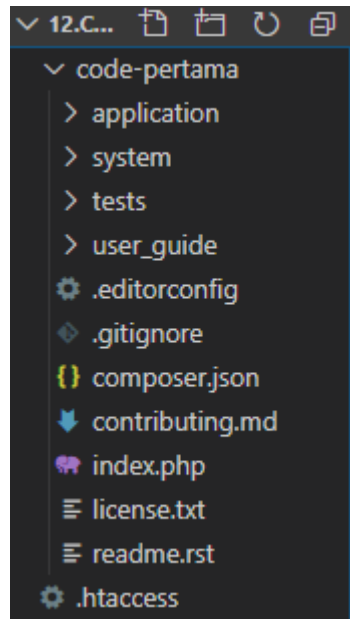 12.C...
code-pertama
application
system
tests
user_guide
.editorconfig
.gitignore
composer.json
contributing.md
index.php
license.txt
readme.rst
.htaccess